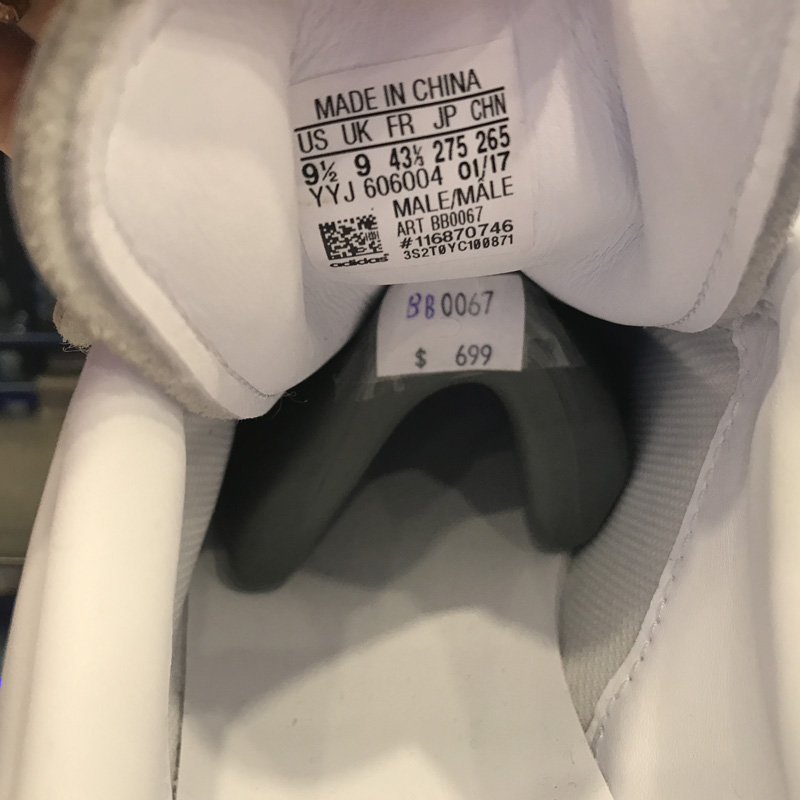 MADE IN CHINA
US UK FR JP CHN
9½ 9 43⅓ 275 265
YYJ 606004 01/17
MALE/MÂLE
ART BB0067
#116870746
3S2T0YC100871
adidas
BB0067
$ 699